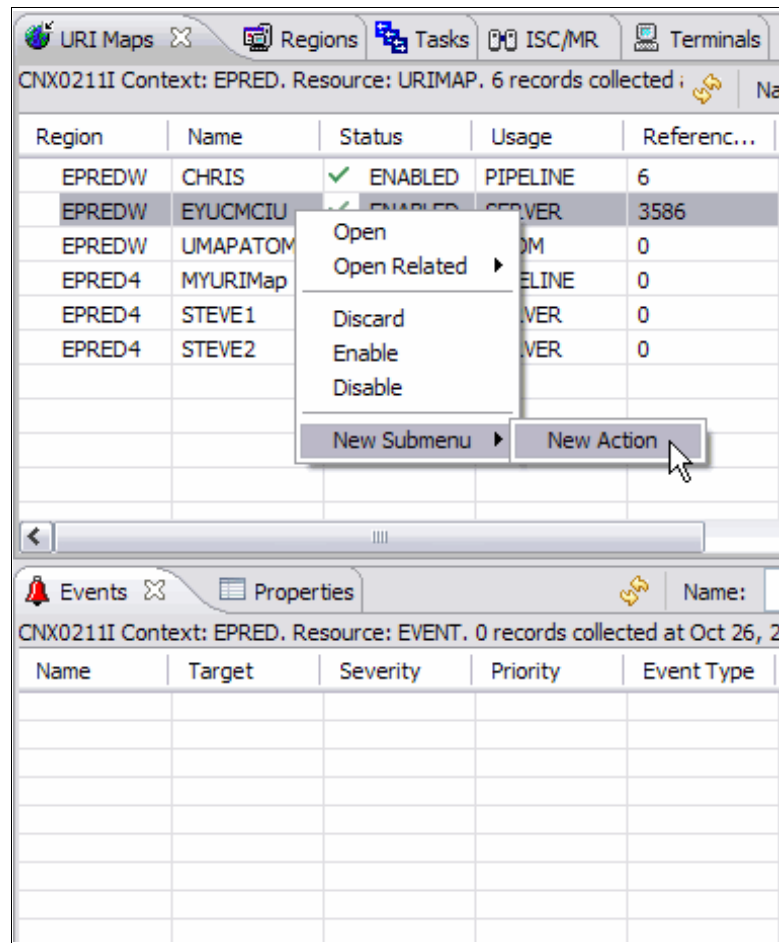 URI Maps Regions Tasks ISC/MR Terminals
CNX0211I Context: EPRED. Resource: URIMAP. 6 records collected
Region Name Status Usage Referenc...
EPREDW CHRIS ENABLED PIPELINE 6
EPREDW EYUCMCIU ENABLED SERVER 3586
EPREDW UMAPATOM 0
EPRED4 MYURIMap 0
EPRED4 STEVE1 0
EPRED4 STEVE2 0
Open
Open Related
Discard
Enable
Disable
New Submenu New Action
Events Properties Name:
CNX0211I Context: EPRED. Resource: EVENT. 0 records collected at Oct 26, 2
Name Target Severity Priority Event Type